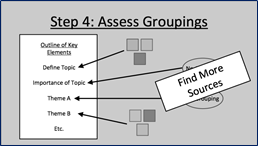 Step 4: Assess Groupings
Outline of Key
Elements
Define Topic
Importance of Topic
Theme A
Theme B
Etc.
Find More
Sources